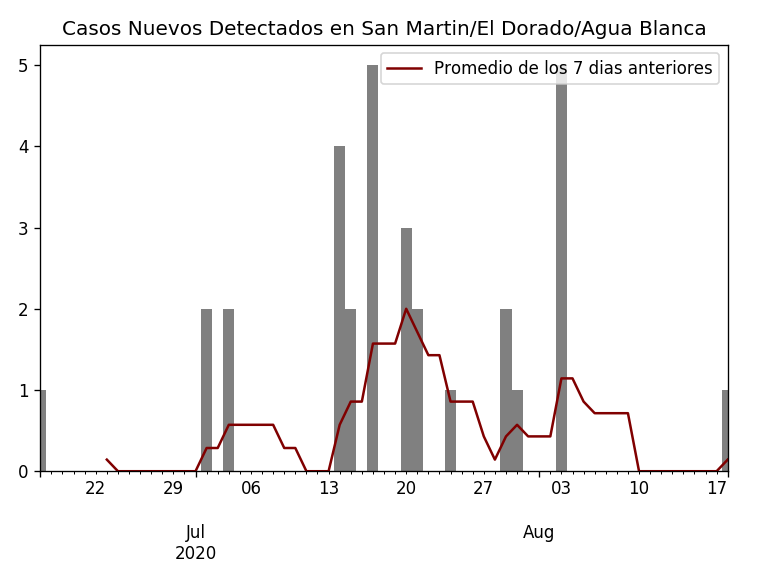 Casos Nuevos Detectados en San Martin/El Dorado/Agua Blanca
Promedio de los 7 dias anteriores
5
4
3
2
1
0
22 29 06 13 20 27 03 10 17
Jul Aug
2020